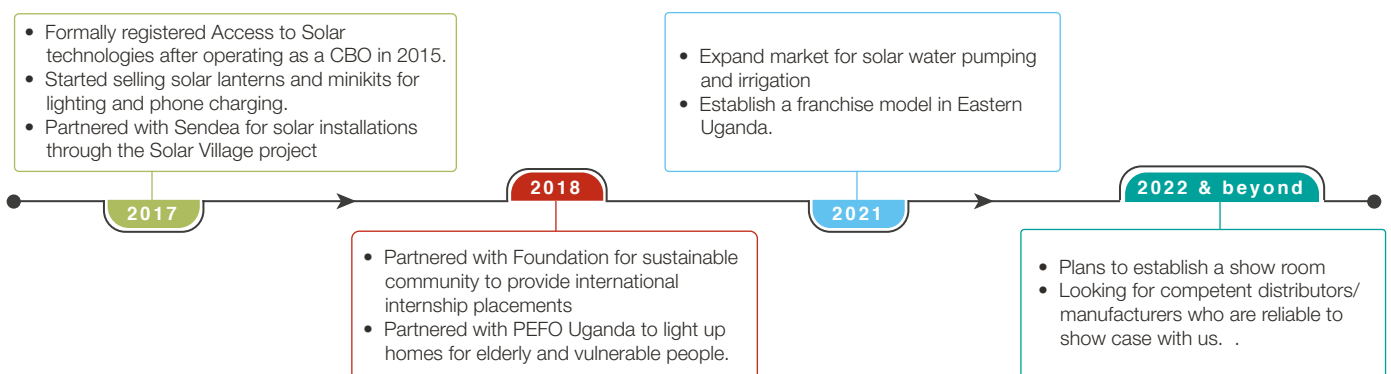 • Formally registered Access to Solar
technologies after operating as a CBO in 2015.
• Started selling solar lanterns and minikits for
lighting and phone charging.
• Partnered with Sendea for solar installations
through the Solar Village project
2017
2018
• Partnered with Foundation for sustainable
community to provide international
internship placements
• Partnered with PEFO Uganda to light up
homes for elderly and vulnerable people.
• Expand market for solar water pumping
and irrigation
• Establish a franchise model in Eastern
Uganda.
2021
2022 & beyond
• Plans to establish a show room
• Looking for competent distributors/
manufacturers who are reliable to
show case with us. .